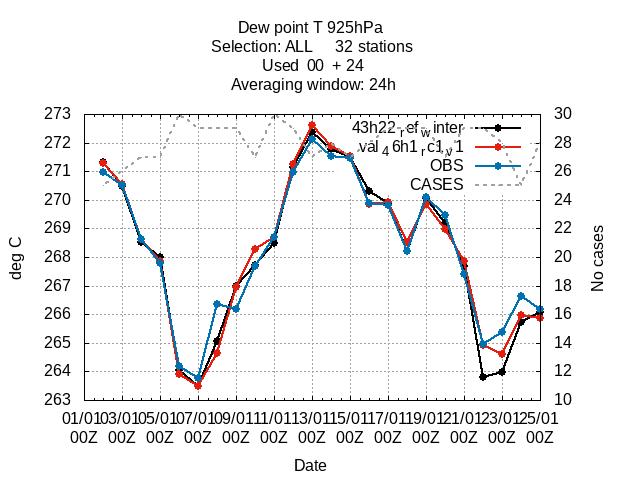 Dew point T 925hPa
Selection: ALL 32 stations
Used 00 + 24
Averaging window: 24h
273 30
43h22_ref_winter
272 28
val_46h1_rc1_v1
271 26
OBS
CASES
270 24
269 22
268 20
267 18
266 16
265 14
264 12
263 10
deg C
No cases
01/01 03/01 05/01 07/01 09/01 11/01 13/01 15/01 17/01 19/01 21/01 23/01 25/01
00Z 00Z 00Z 00Z 00Z 00Z 00Z 00Z 00Z 00Z 00Z 00Z 00Z
Date